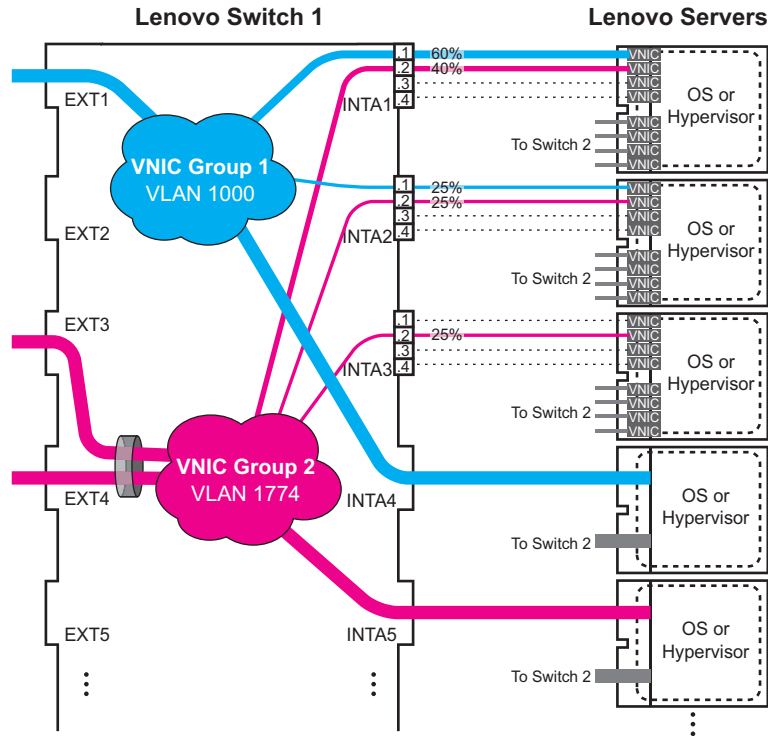 Lenovo Switch 1
Lenovo Servers
EXT1
VNIC Group 1
VLAN 1000
EXT2
EXT3
VNIC Group 2
VLAN 1774
EXT4
EXT5
INTA1
.1
.2
.3
.4
60%
40%
VNIC
VNIC
VNIC
VNIC
OS or
Hypervisor
To Switch 2
VNIC
VNIC
VNIC
VNIC
INTA2
.1
.2
.3
.4
25%
25%
VNIC
VNIC
VNIC
VNIC
OS or
Hypervisor
To Switch 2
VNIC
VNIC
VNIC
VNIC
INTA3
.1
.2
.3
.4
25%
VNIC
VNIC
VNIC
VNIC
OS or
Hypervisor
To Switch 2
VNIC
VNIC
VNIC
VNIC
INTA4
OS or
Hypervisor
To Switch 2
INTA5
OS or
Hypervisor
To Switch 2